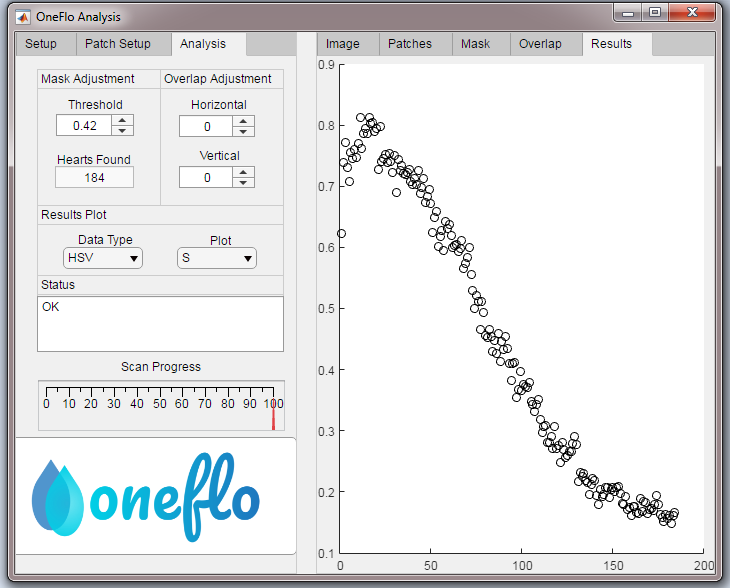 OneFlo Analysis
Setup Patch Setup Analysis
Image Patches Mask Overlap Results
Mask Adjustment Overlap Adjustment
Threshold Horizontal
0.42 0
Hearts Found Vertical
184 0
Results Plot
Data Type Plot
HSV S
Status
OK
Scan Progress
0 10 20 30 40 50 60 70 80 90 100
oneflo
0.9
0.8
0.7
0.6
0.5
0.4
0.3
0.2
0.1
0 50 100 150 200